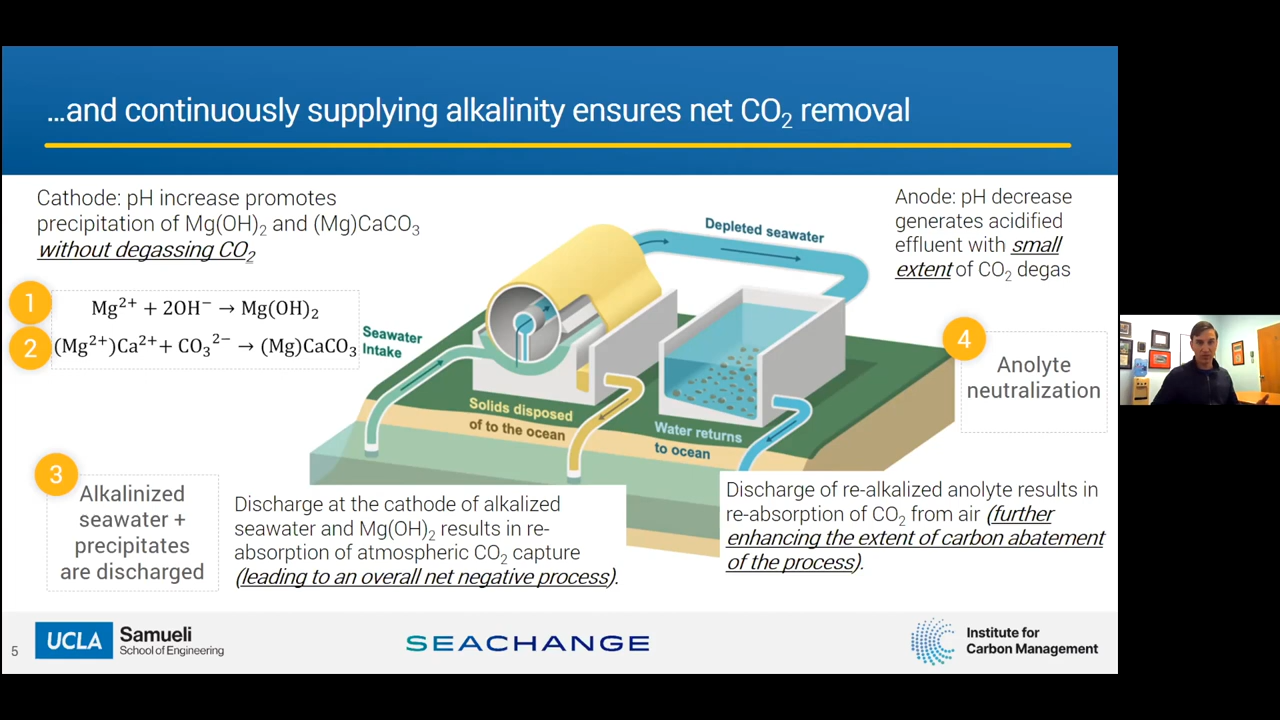 ...and continuously supplying alkalinity ensures net CO₂ removal
Cathode: pH increase promotes
precipitation of Mg(OH)₂ and (Mg)CaCO₃
without degassing CO₂
1
Mg²⁺ + 2OH⁻ → Mg(OH)₂
2
(Mg²⁺)Ca²⁺+ CO₃²⁻ → (Mg)CaCO₃
Seawater
Intake
Depleted seawater
Solids disposed
of to the ocean
Water returns
to ocean
Anode: pH decrease
generates acidified
effluent with small
extent of CO₂ degas
4
Anolyte
neutralization
3
Alkalinized
seawater +
precipitates
are discharged
Discharge at the cathode of alkalized
seawater and Mg(OH)₂ results in re-
absorption of atmospheric CO₂ capture
(leading to an overall net negative process).
Discharge of re-alkalized anolyte results in
re-absorption of CO₂ from air (further
enhancing the extent of carbon abatement
of the process).
5
UCLA
Samueli
School of Engineering
SEACHANGE
Institute for
Carbon Management